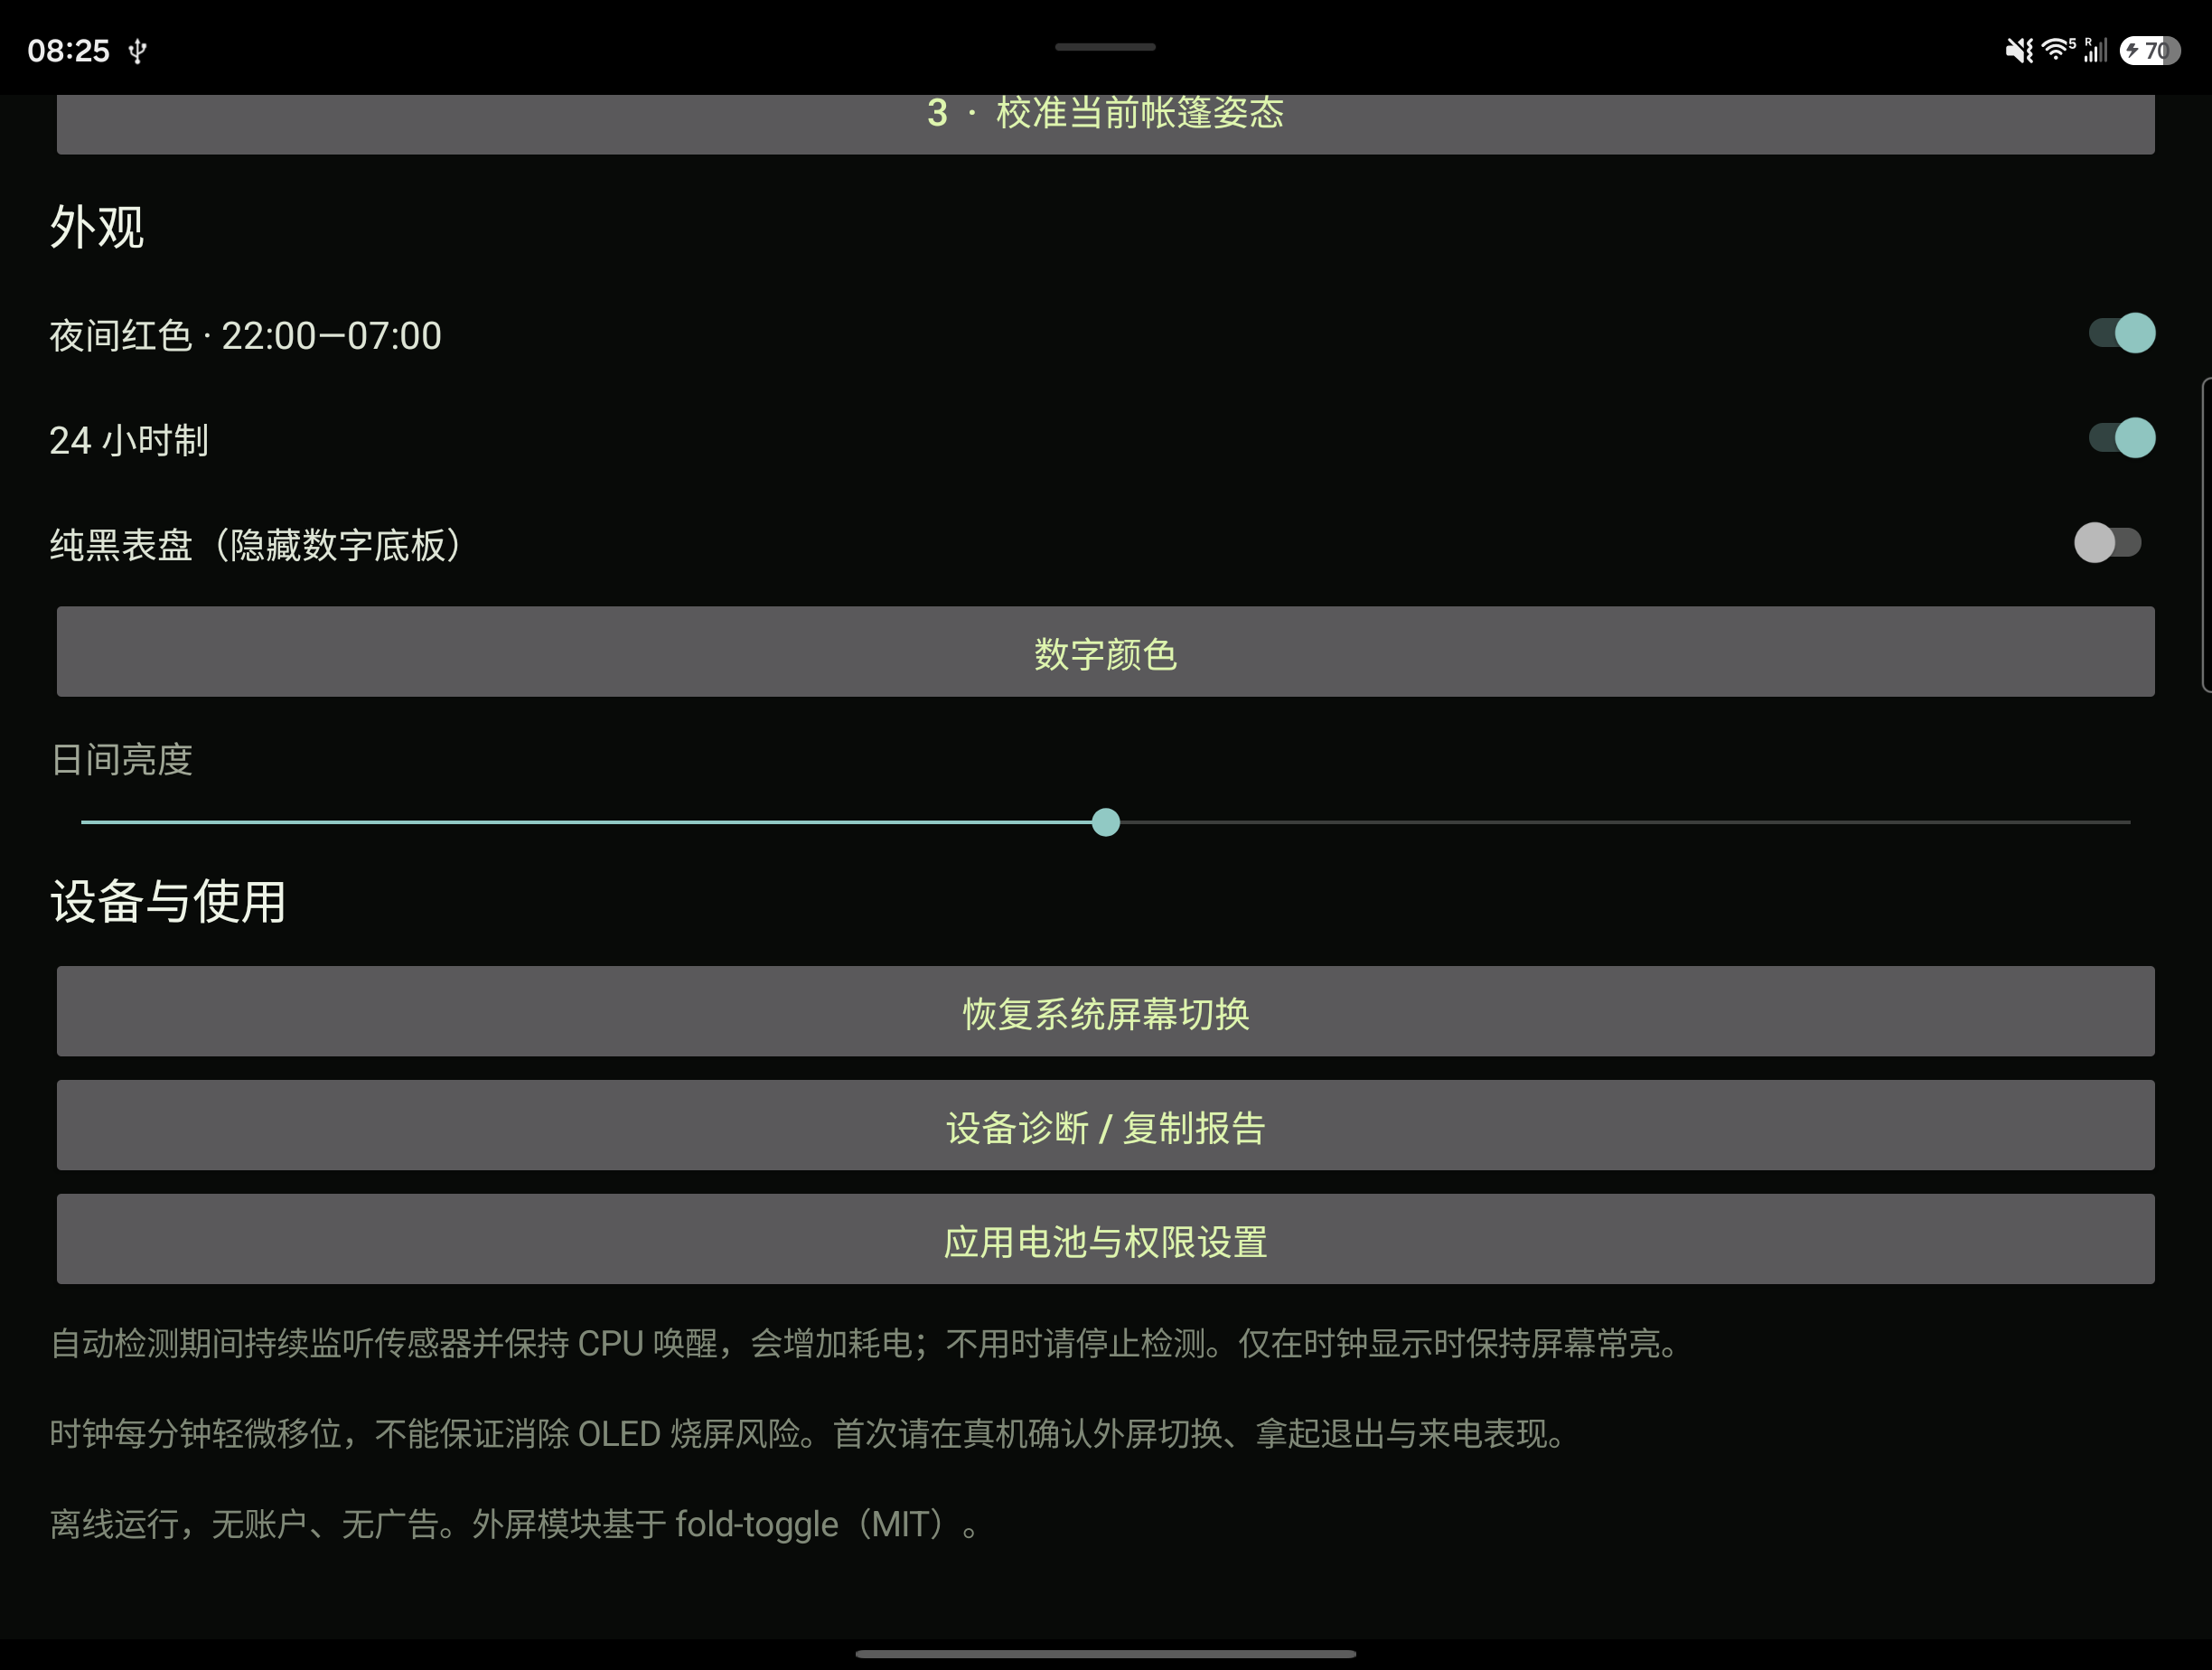 08:25
5
R
70
3 · 校准当前帐篷姿态
外观
夜间红色 · 22:00—07:00
24 小时制
纯黑表盘（隐藏数字底板）
数字颜色
日间亮度
设备与使用
恢复系统屏幕切换
设备诊断 / 复制报告
应用电池与权限设置
自动检测期间持续监听传感器并保持 CPU 唤醒，会增加耗电；不用时请停止检测。仅在时钟显示时保持屏幕常亮。
时钟每分钟轻微移位，不能保证消除 OLED 烧屏风险。首次请在真机确认外屏切换、拿起退出与来电表现。
离线运行，无账户、无广告。外屏模块基于 fold-toggle（MIT）。